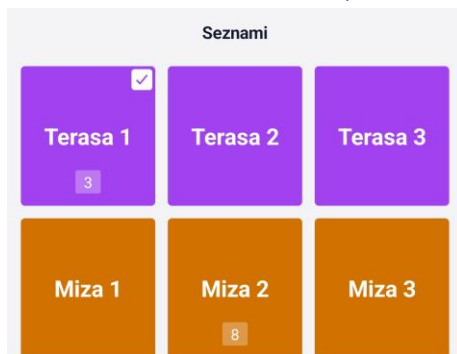 Seznami
Terasa 1
Terasa 2
Terasa 3
3
Miza 1
Miza 2
Miza 3
8